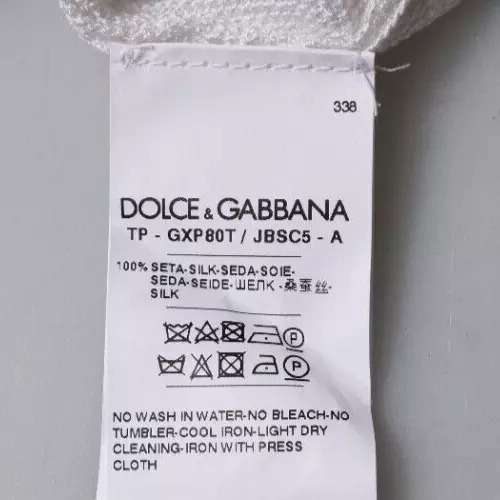 338
DOLCE & GABBANA
TP - GXP80T / JBSC5 - A
100% SETA-SILK-SEDA-SOIE-
SEDA-SEIDE-ШЕЛК -桑蚕丝-
SILK
P
P
NO WASH IN WATER-NO BLEACH-NO
TUMBLER-COOL IRON-LIGHT DRY
CLEANING-IRON WITH PRESS
CLOTH